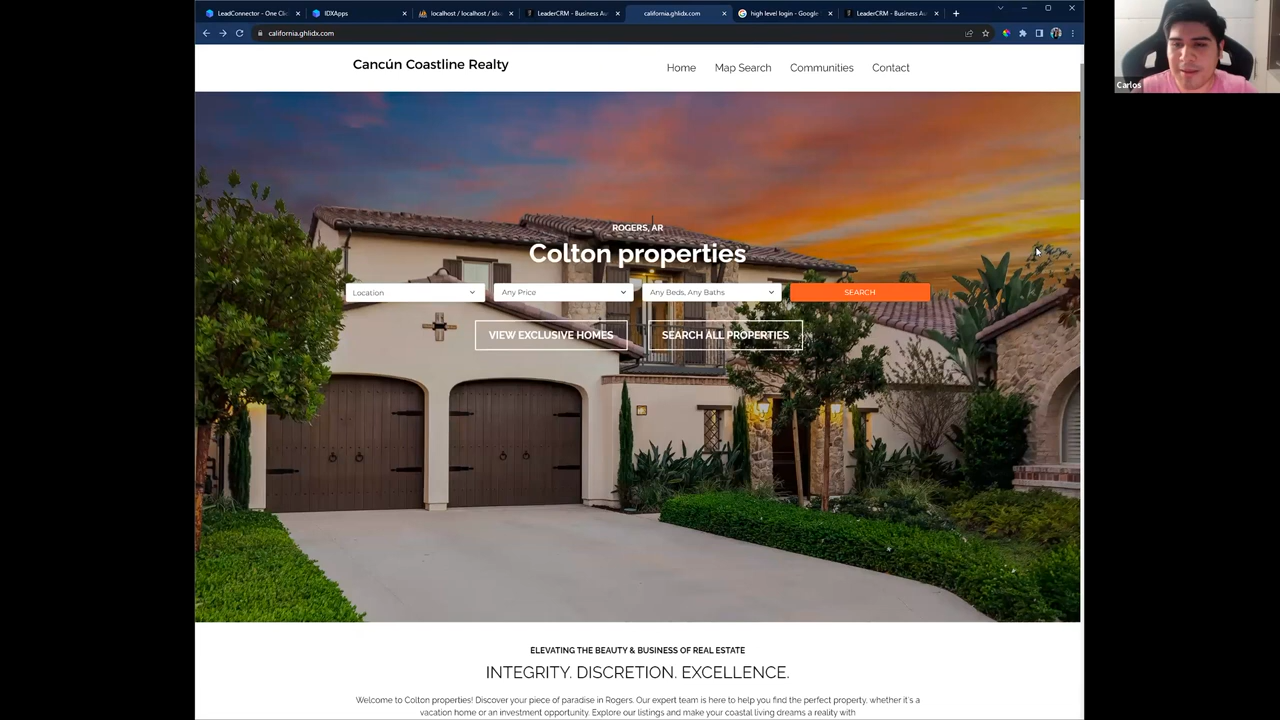 LeadConnector - One Cli
IDXApps
localhost / localhost / idx
LeaderCRM - Business Au
california.ghlidx.com
high level login - Google
LeaderCRM - Business Au
california.ghlidx.com
Carlos
Cancún Coastline Realty
Home
Map Search
Communities
Contact
ROGERS, AR
Colton properties
Location
Any Price
Any Beds, Any Baths
SEARCH
VIEW EXCLUSIVE HOMES
SEARCH ALL PROPERTIES
ELEVATING THE BEAUTY & BUSINESS OF REAL ESTATE
INTEGRITY. DISCRETION. EXCELLENCE.
Welcome to Colton properties! Discover your piece of paradise in Rogers. Our expert team is here to help you find the perfect property, whether it's a
vacation home or an investment opportunity. Explore our listings and make your coastal living dreams a reality with